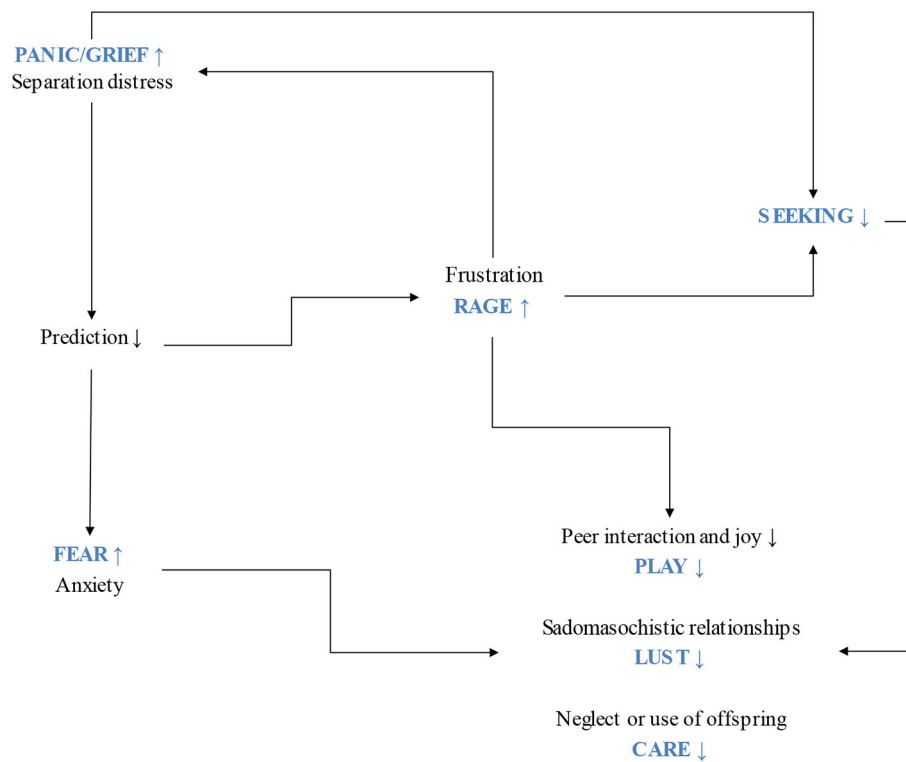 PANIC/GRIEF ↑
Separation distress
SEEKING ↓
Frustration
RAGE ↑
Prediction ↓
Peer interaction and joy ↓
PLAY ↓
FEAR ↑
Anxiety
Sadomasochistic relationships
LUST ↓
Neglect or use of offspring
CARE ↓